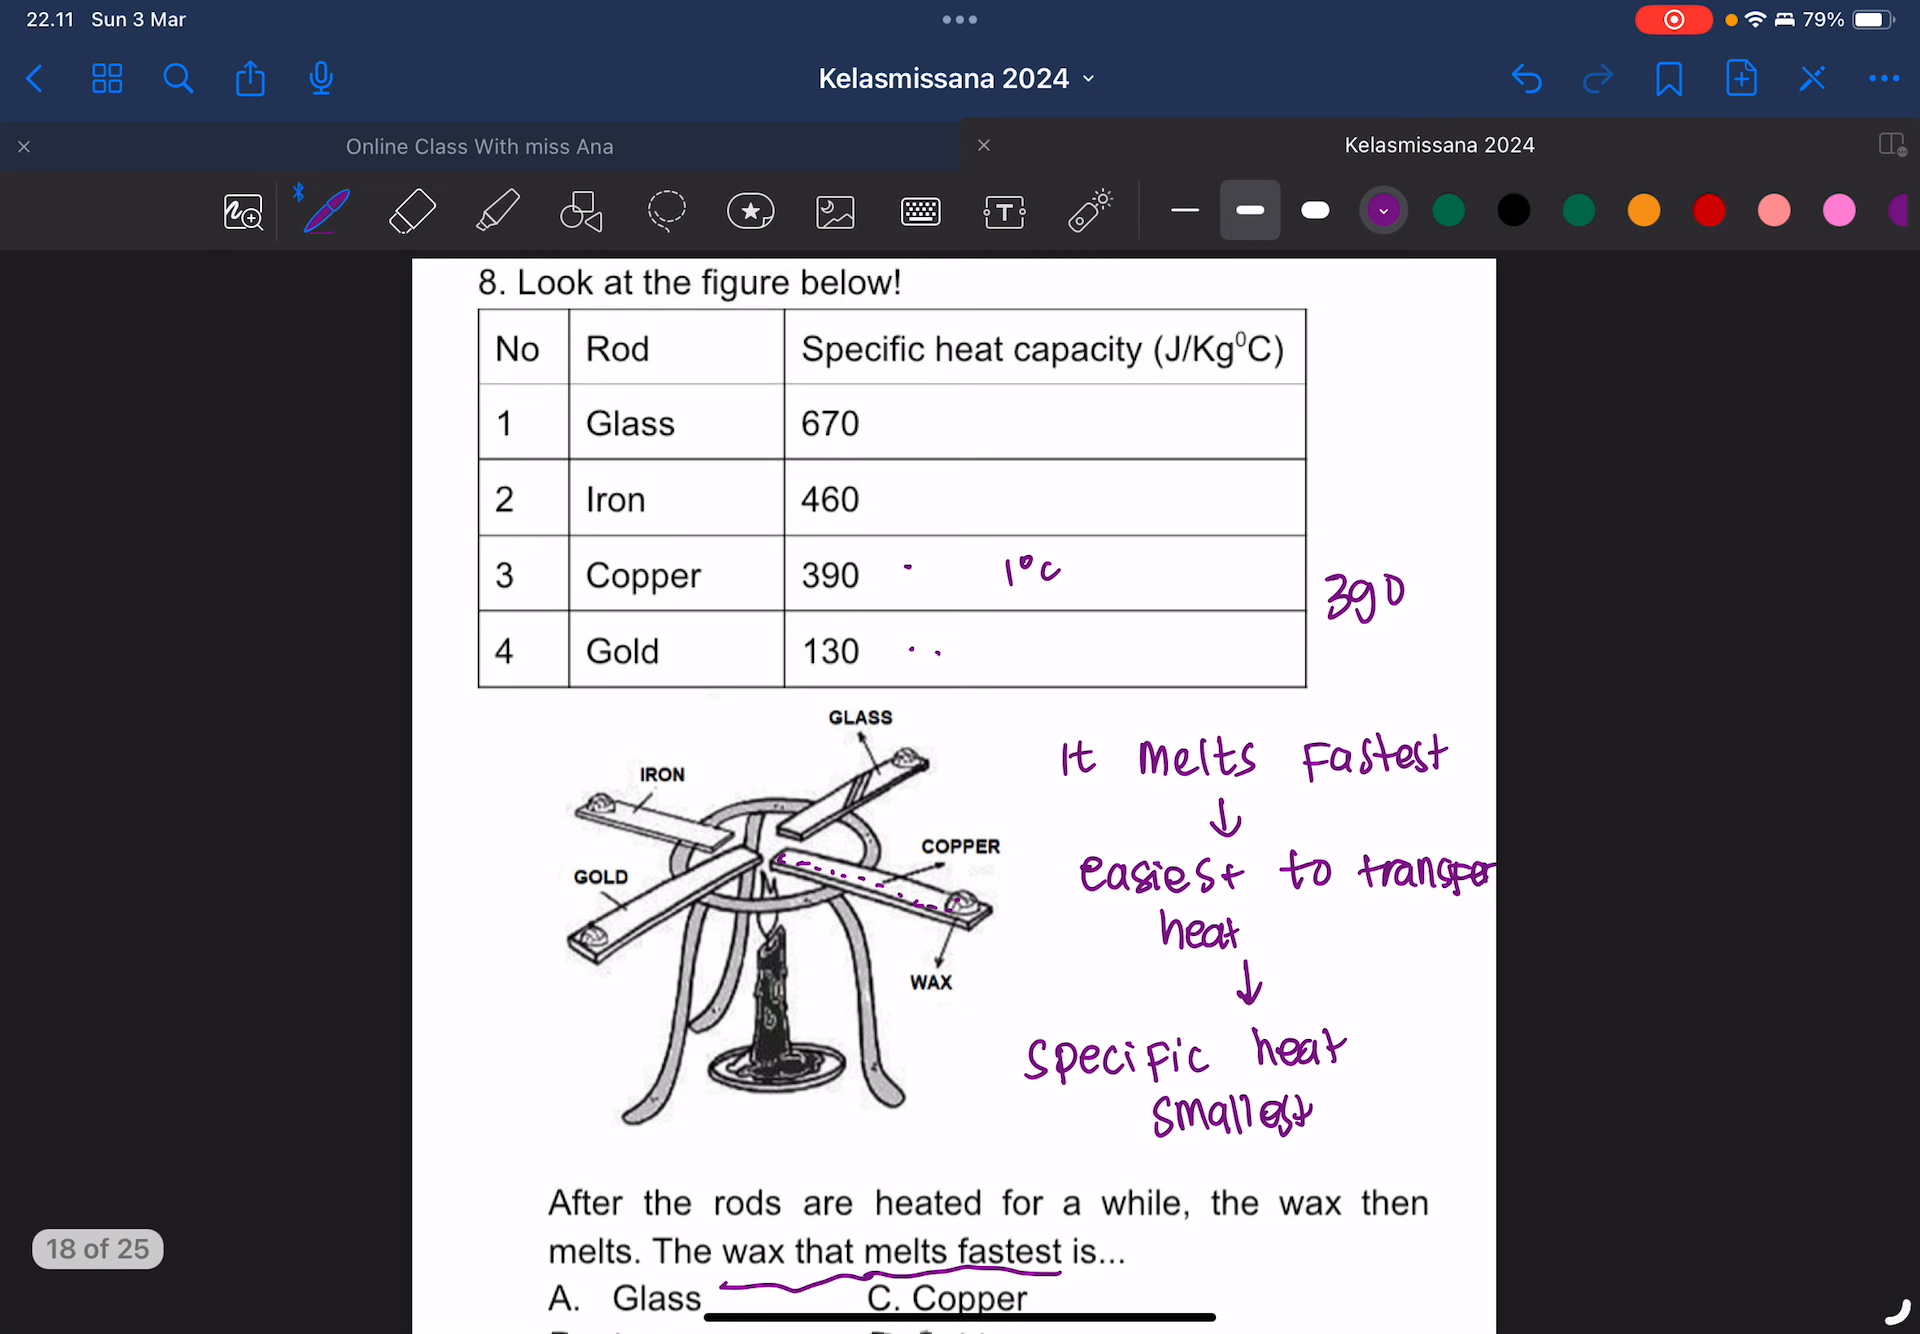 22.11 Sun 3 Mar
79%
Kelasmissana 2024
Online Class With miss Ana
Kelasmissana 2024
T
8. Look at the figure below!
No Rod Specific heat capacity (J/Kg⁰C)
1 Glass 670
2 Iron 460
3 Copper 390 1°C
390
4 Gold 130
GLASS
IRON
COPPER
GOLD
WAX
It melts fastest
↓
easiest to transfer
heat
↓
specific heat
smallest
After the rods are heated for a while, the wax then
melts. The wax that melts fastest is...
A. Glass C. Copper
18 of 25